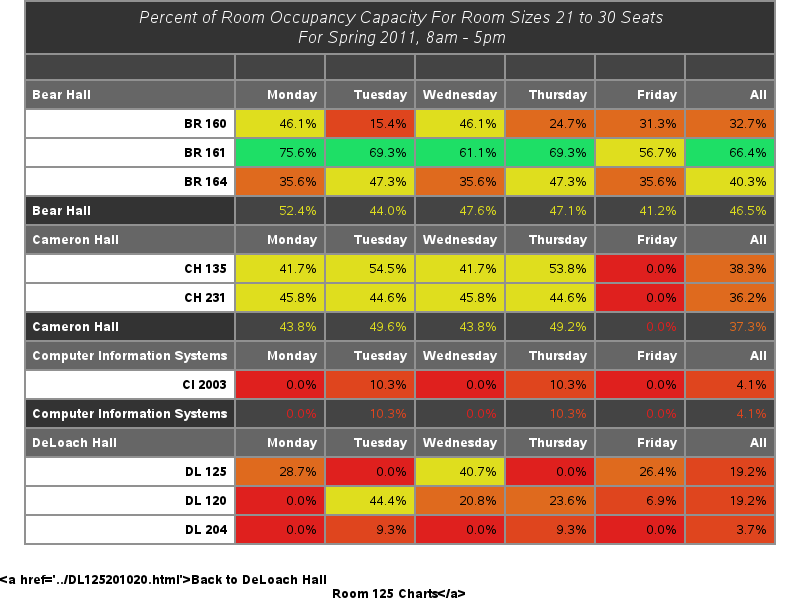 Percent of Room Occupancy Capacity For Room Sizes 21 to 30 Seats
For Spring 2011, 8am - 5pm
Bear Hall Monday Tuesday Wednesday Thursday Friday All
BR 160 46.1% 15.4% 46.1% 24.7% 31.3% 32.7%
BR 161 75.6% 69.3% 61.1% 69.3% 56.7% 66.4%
BR 164 35.6% 47.3% 35.6% 47.3% 35.6% 40.3%
Bear Hall 52.4% 44.0% 47.6% 47.1% 41.2% 46.5%
Cameron Hall Monday Tuesday Wednesday Thursday Friday All
CH 135 41.7% 54.5% 41.7% 53.8% 0.0% 38.3%
CH 231 45.8% 44.6% 45.8% 44.6% 0.0% 36.2%
Cameron Hall 43.8% 49.6% 43.8% 49.2% 0.0% 37.3%
Computer Information Systems Monday Tuesday Wednesday Thursday Friday All
CI 2003 0.0% 10.3% 0.0% 10.3% 0.0% 4.1%
Computer Information Systems 0.0% 10.3% 0.0% 10.3% 0.0% 4.1%
DeLoach Hall Monday Tuesday Wednesday Thursday Friday All
DL 125 28.7% 0.0% 40.7% 0.0% 26.4% 19.2%
DL 120 0.0% 44.4% 20.8% 23.6% 6.9% 19.2%
DL 204 0.0% 9.3% 0.0% 9.3% 0.0% 3.7%
<a href='../DL125201020.html'>Back to DeLoach Hall
Room 125 Charts</a>